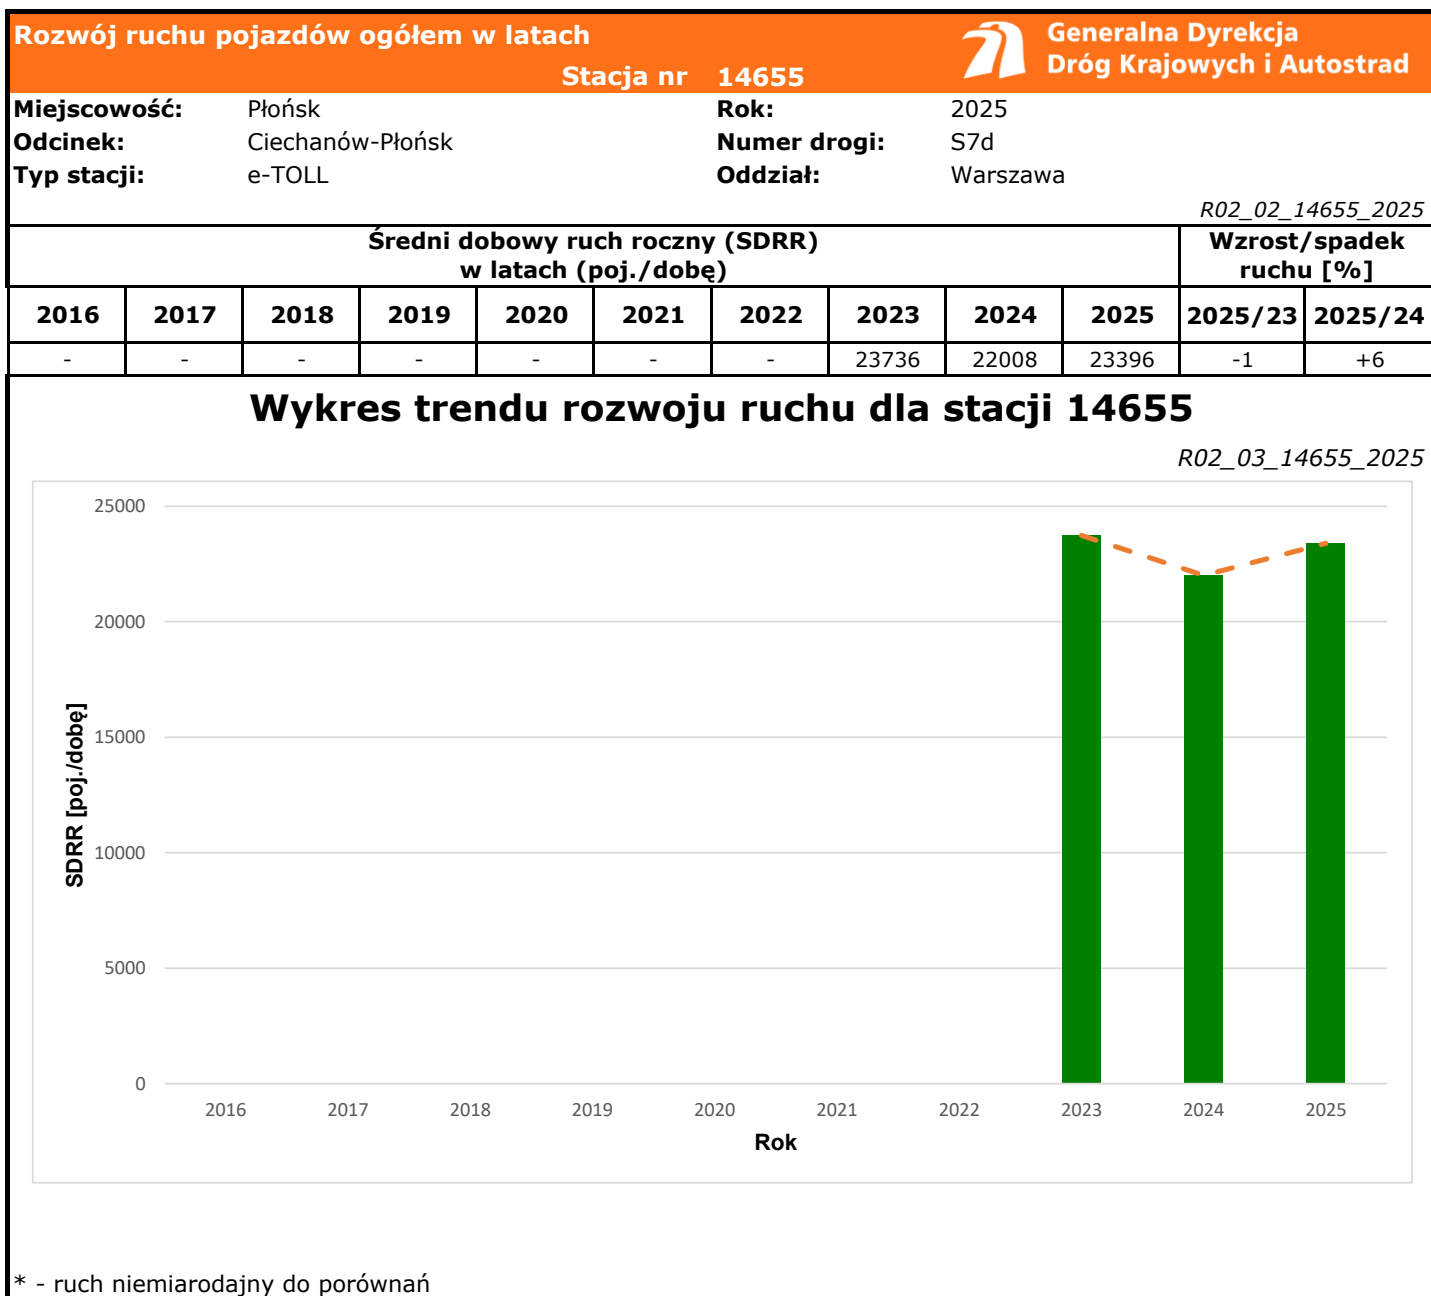 Rozwój ruchu pojazdów ogółem w latach
Generalna Dyrekcja
Dróg Krajowych i Autostrad
Stacja nr 14655
Miejscowość: Płońsk Rok: 2025
Odcinek: Ciechanów-Płońsk Numer drogi: S7d
Typ stacji: e-TOLL Oddział: Warszawa
R02_02_14655_2025
Średni dobowy ruch roczny (SDRR)
w latach (poj./dobę)
Wzrost/spadek
ruchu [%]
2016 2017 2018 2019 2020 2021 2022 2023 2024 2025 2025/23 2025/24
- - - - - - - 23736 22008 23396 -1 +6
Wykres trendu rozwoju ruchu dla stacji 14655
R02_03_14655_2025
SDRR [poj./dobę]
25000
20000
15000
10000
5000
0
2016 2017 2018 2019 2020 2021 2022 2023 2024 2025
Rok
* - ruch niemiarodajny do porównań